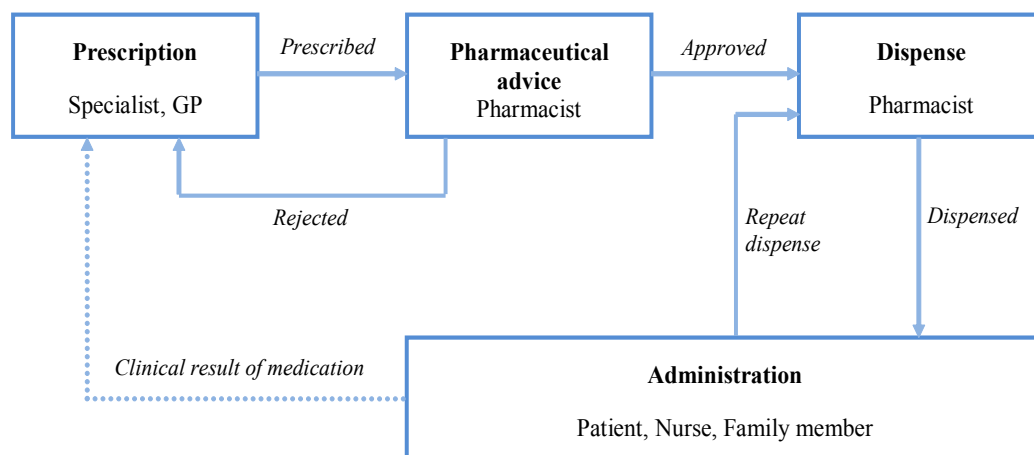 Prescription
Specialist, GP
Prescribed
Pharmaceutical
advice
Pharmacist
Approved
Dispense
Pharmacist
Rejected
Repeat
dispense
Dispensed
Clinical result of medication
Administration
Patient, Nurse, Family member